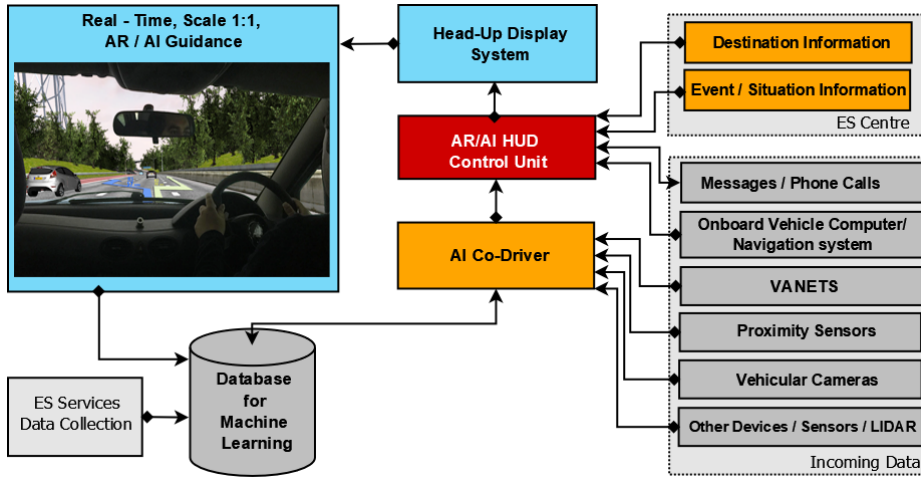 Real - Time, Scale 1:1,
AR / AI Guidance
Head-Up Display
System
Destination Information
Event / Situation Information
ES Centre
AR/AI HUD
Control Unit
Messages / Phone Calls
Onboard Vehicle Computer/
Navigation system
AI Co-Driver
VANETS
Proximity Sensors
Vehicular Cameras
Other Devices / Sensors / LIDAR
Incoming Data
Database
for
Machine
Learning
ES Services
Data Collection